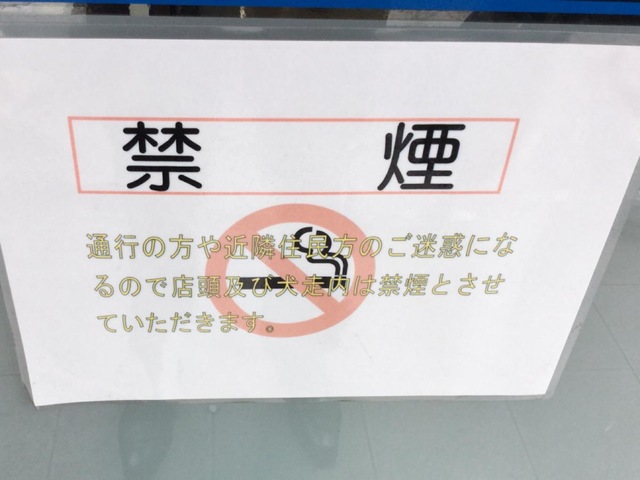 禁煙
通行の方や近隣住民方のご迷惑にな
るので店頭及び犬走内は禁煙とさせ
ていただきます。